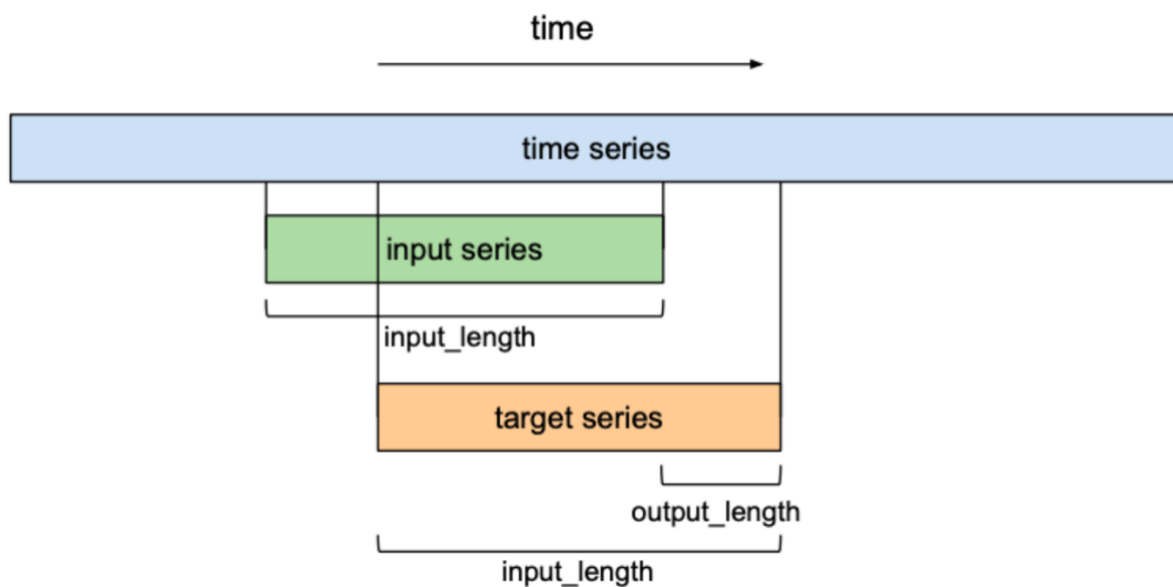 time
time series
input series
input_length
target series
output_length
input_length